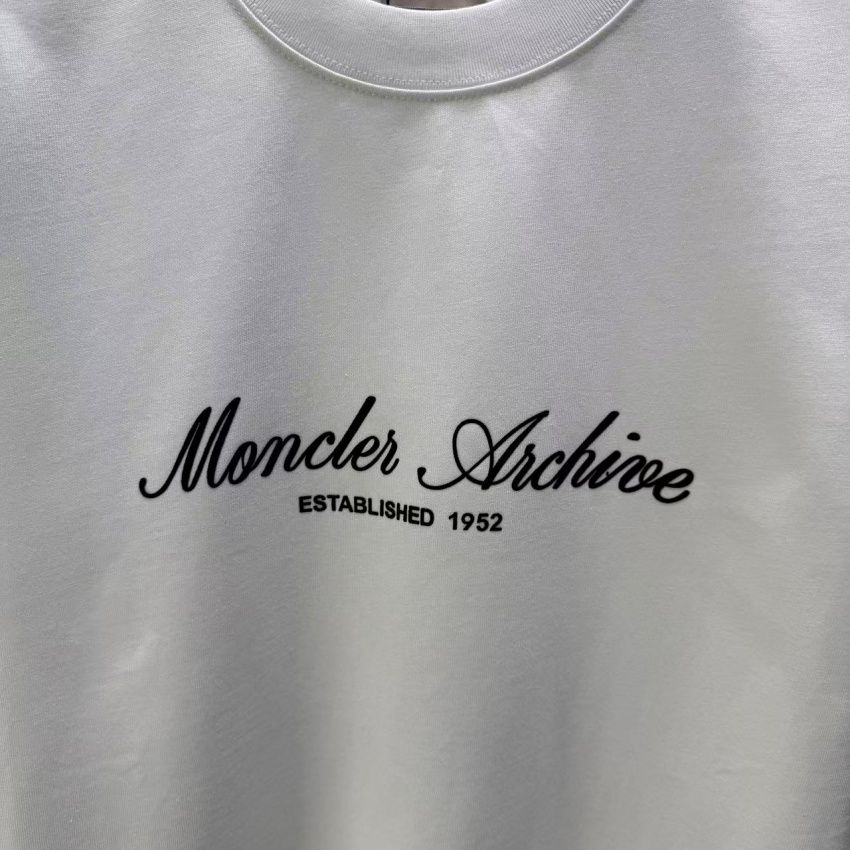 Moncler Archive
ESTABLISHED 1952